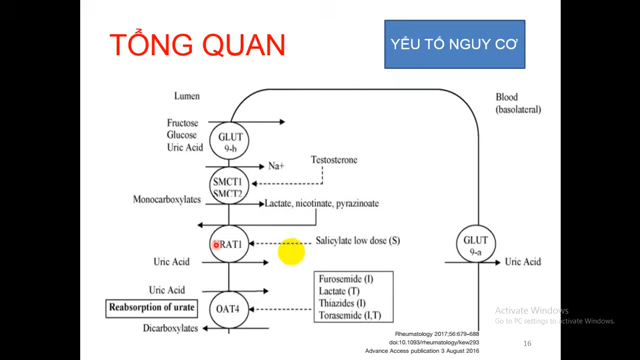 TỔNG QUAN
YẾU TỐ NGUY CƠ
Lumen
Blood
(basolateral)
Fructose
Glucose
Uric Acid
GLUT
9-b
Na+
Testosterone
SMCT1
SMCT2
Monocarboxylates
Lactate, nicotinate, pyrazinoate
RAT1
Salicylate low dose (S)
Uric Acid
GLUT
9-a
Uric Acid
Uric Acid
Reabsorption of urate
OAT4
Dicarboxylates
Furosemide (I)
Lactate (T)
Thiazides (I)
Torasemide (I,T)
Activate Windows
Go to PC settings to activate Windows.
Rheumatology 2017;56:679–688
doi:10.1093/rheumatology/kew293
Advance Access publication 3 August 2016
16